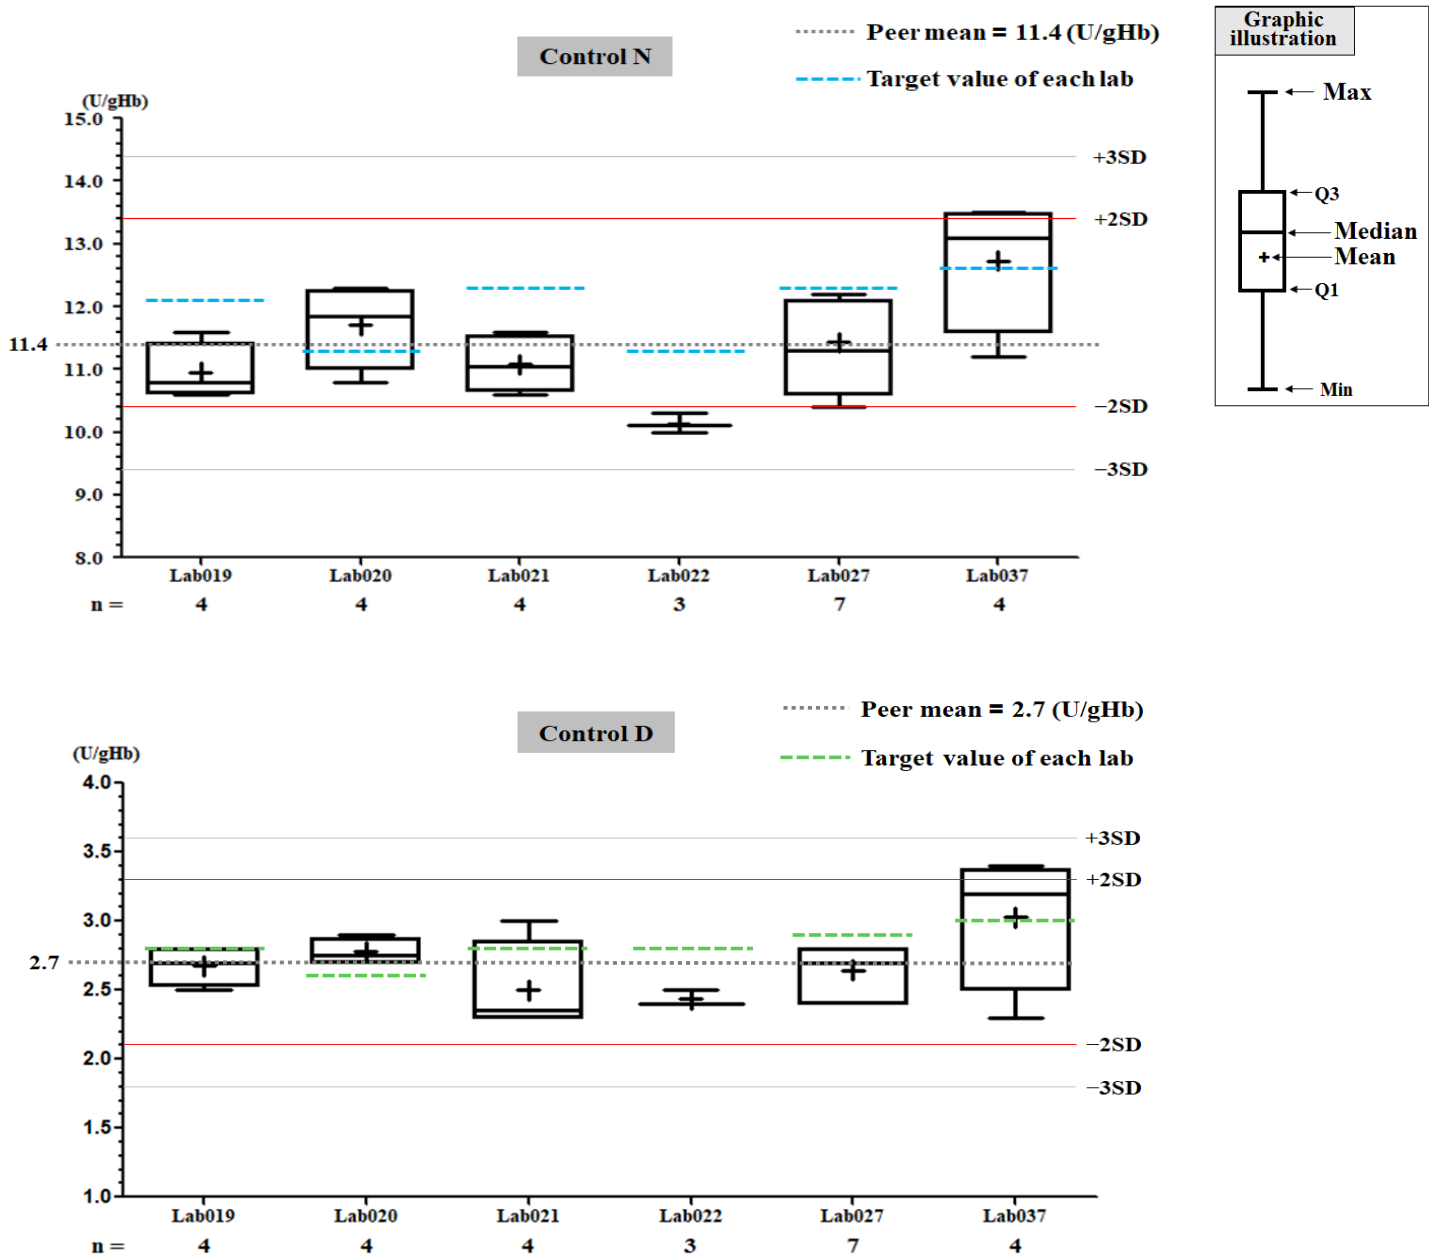 Control N
Peer mean = 11.4 (U/gHb)
Target value of each lab
(U/gHb)
15.0
14.0
13.0
12.0
11.4
11.0
10.0
9.0
8.0
+3SD
+2SD
−2SD
−3SD
Lab019 Lab020 Lab021 Lab022 Lab027 Lab037
n = 4 4 4 3 7 4
Graphic
illustration
Max
Q3
Median
Mean
Q1
Min
Control D
Peer mean = 2.7 (U/gHb)
Target value of each lab
(U/gHb)
4.0
3.5
3.0
2.7
2.5
2.0
1.5
1.0
+3SD
+2SD
−2SD
−3SD
Lab019 Lab020 Lab021 Lab022 Lab027 Lab037
n = 4 4 4 3 7 4